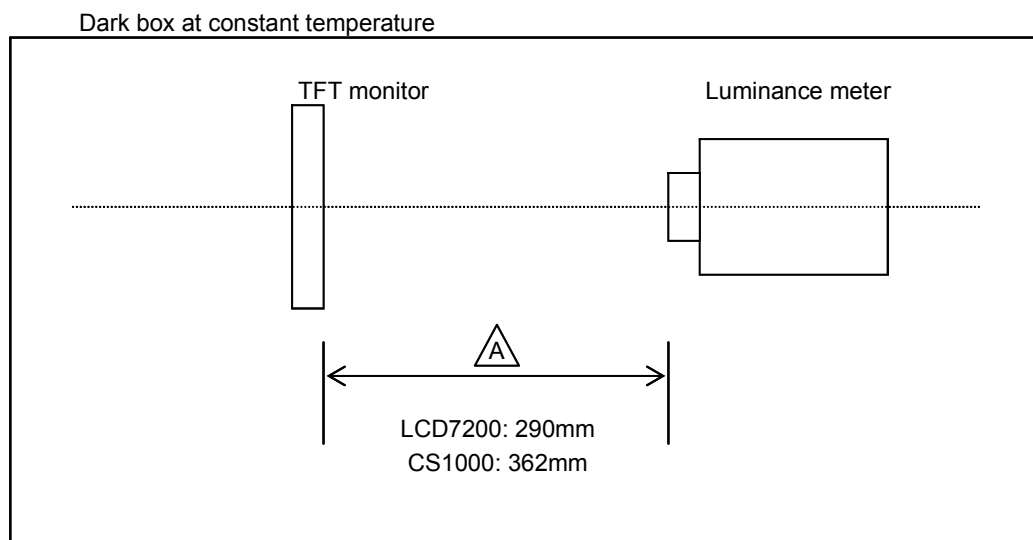 Dark box at constant temperature
TFT monitor
Luminance meter
A
LCD7200: 290mm
CS1000: 362mm